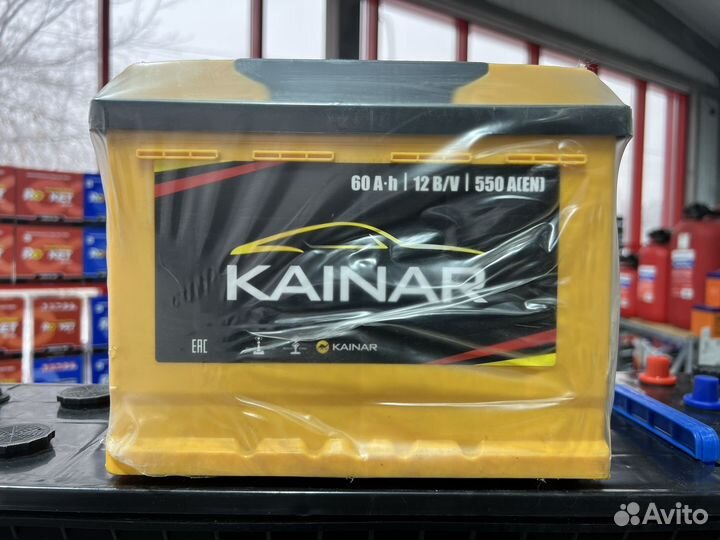 60 A·h | 12 В/V | 550 A(EN)
KAINAR
EAC
KAINAR
Avito